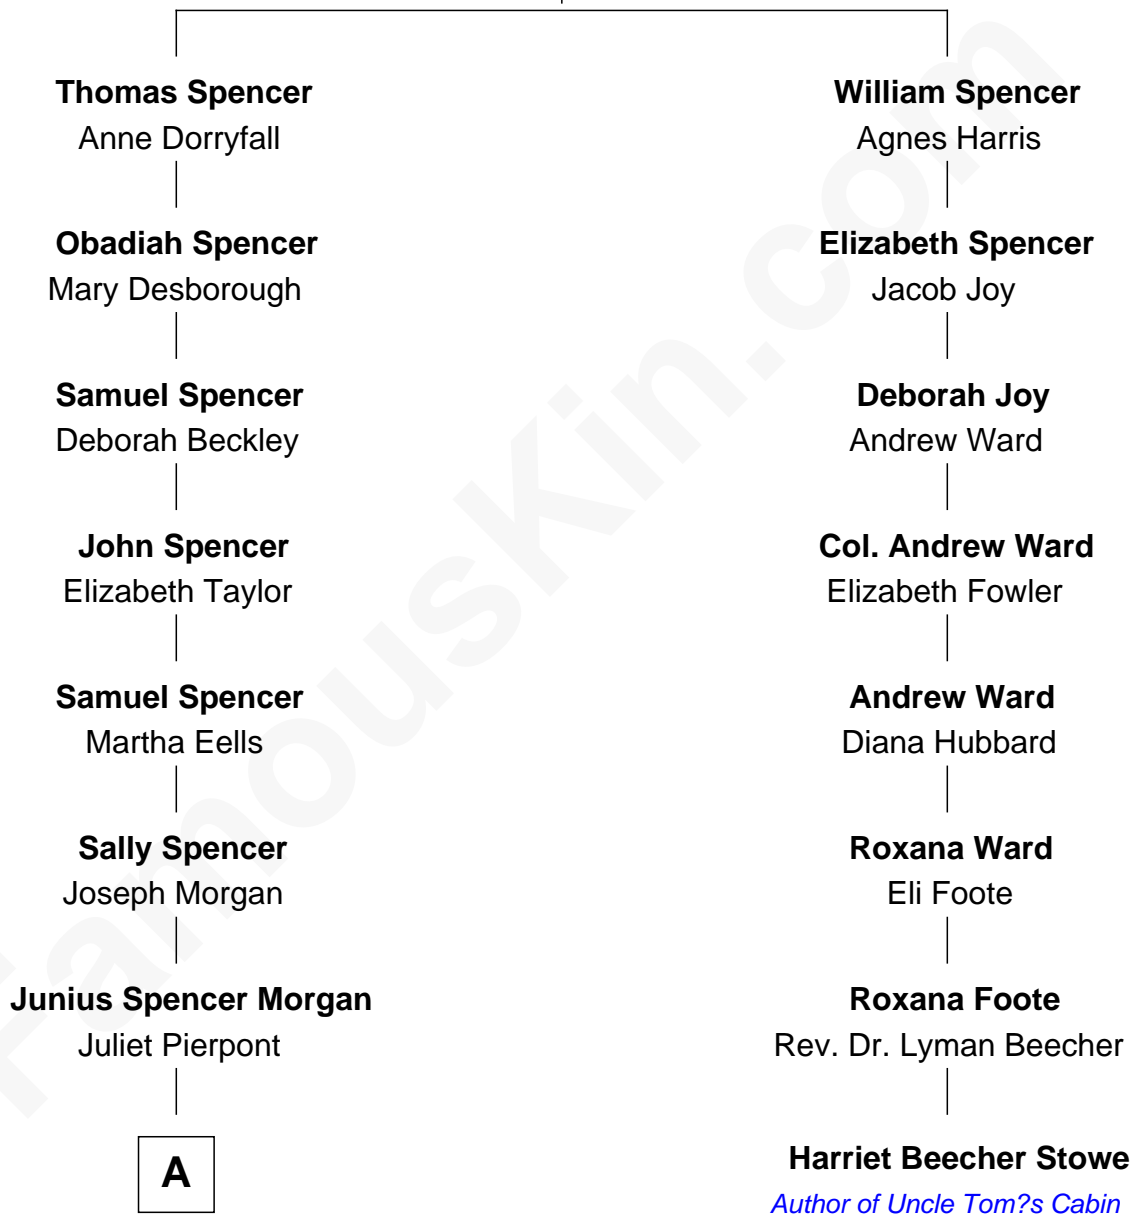 Thomas Spencer
Anne Dorryfall
Obadiah Spencer
Mary Desborough
Samuel Spencer
Deborah Beckley
John Spencer
Elizabeth Taylor
Samuel Spencer
Martha Eells
Sally Spencer
Joseph Morgan
Junius Spencer Morgan
Juliet Pierpont
A
William Spencer
Agnes Harris
Elizabeth Spencer
Jacob Joy
Deborah Joy
Andrew Ward
Col. Andrew Ward
Elizabeth Fowler
Andrew Ward
Diana Hubbard
Roxana Ward
Eli Foote
Roxana Foote
Rev. Dr. Lyman Beecher
Harriet Beecher Stowe
Author of Uncle Tom?s Cabin
FamousKin.com